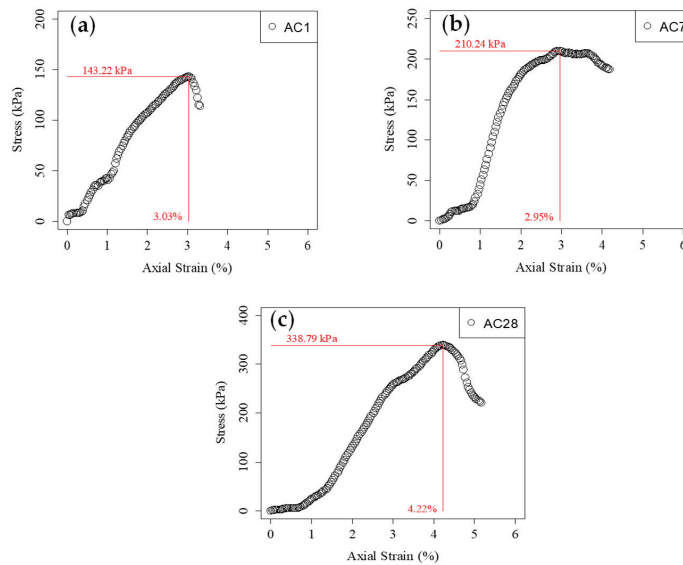 (a)
AC1
143.22 kPa
3.03%
0 50 100 150 200
Stress (kPa)
0 1 2 3 4 5 6
Axial Strain (%)
(b)
AC7
210.24 kPa
2.95%
0 50 100 150 200 250
Stress (kPa)
0 1 2 3 4 5 6
Axial Strain (%)
(c)
AC28
338.79 kPa
4.22%
0 100 200 300 400
Stress (kPa)
0 1 2 3 4 5 6
Axial Strain (%)